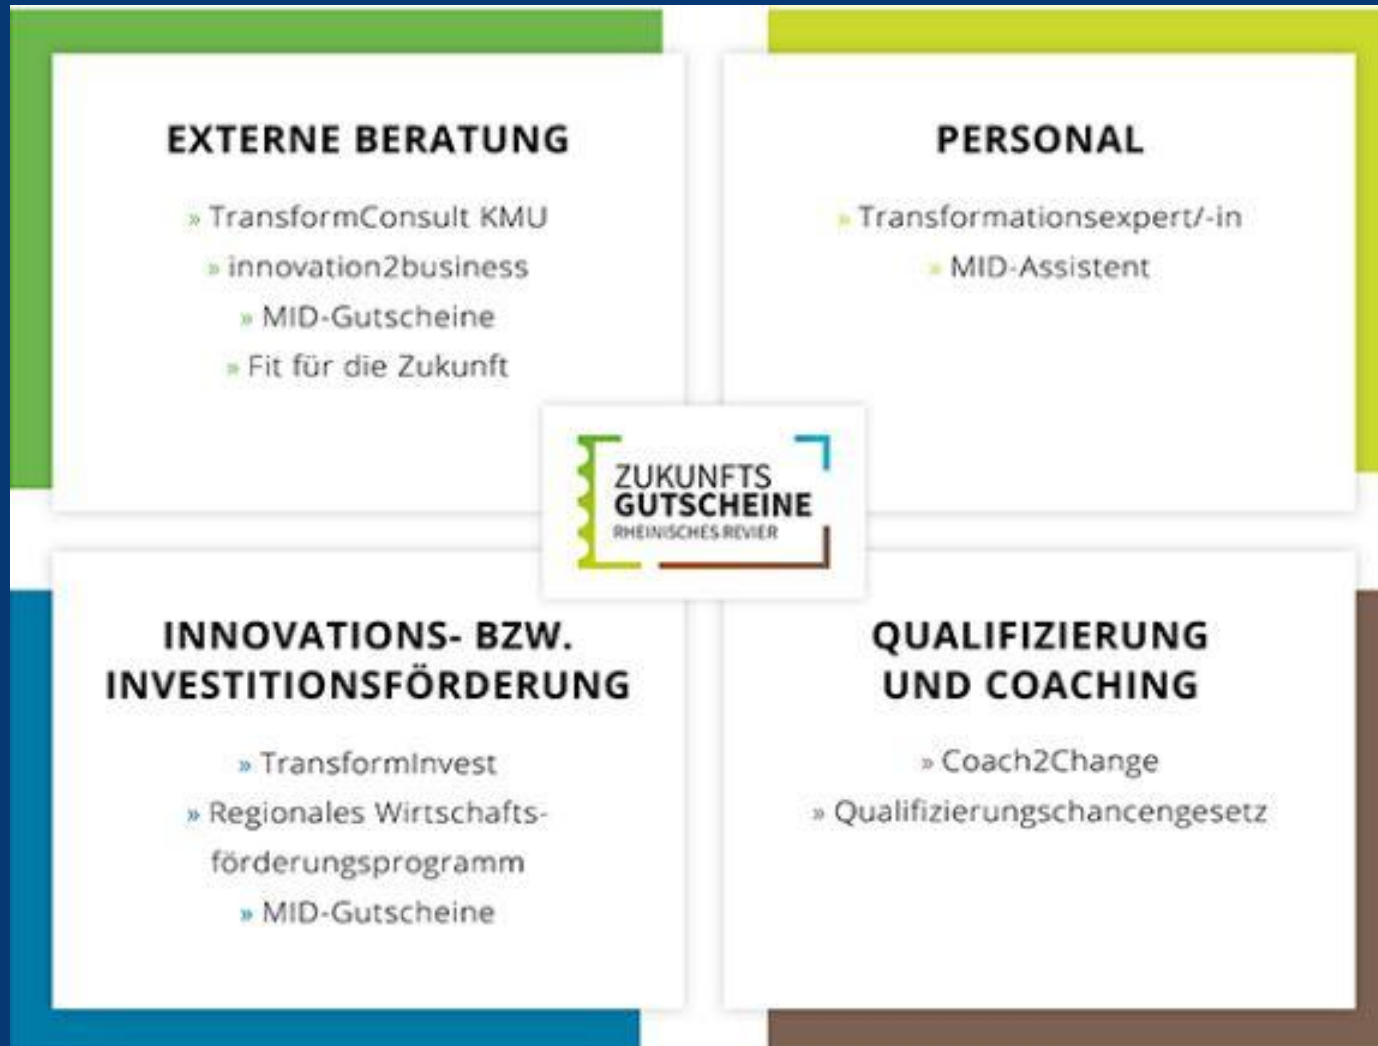 EXTERNE BERATUNG
» TransformConsult KMU
» innovation2business
» MID-Gutscheine
» Fit für die Zukunft
PERSONAL
» Transformationsexpert/-in
» MID-Assistent
ZUKUNFTS
GUTSCHEINE
RHEINISCHES REVIER
INNOVATIONS- BZW.
INVESTITIONSFÖRDERUNG
» TransformInvest
» Regionales Wirtschafts-
förderungsprogramm
» MID-Gutscheine
QUALIFIZIERUNG
UND COACHING
» Coach2Change
» Qualifizierungschancengesetz